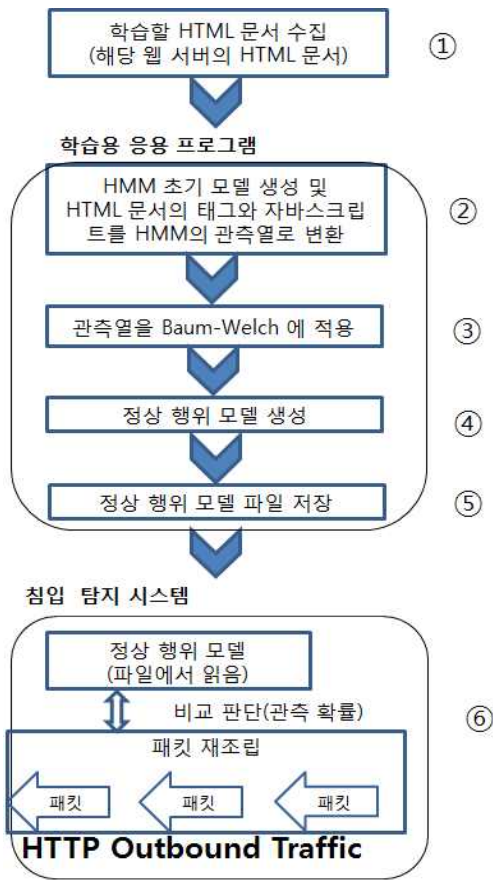 학습할 HTML 문서 수집
(해당 웹 서버의 HTML 문서)
①
학습용 응용 프로그램
HMM 초기 모델 생성 및
HTML 문서의 태그와 자바스크립
트를 HMM의 관측열로 변환
②
관측열을 Baum-Welch 에 적용
③
정상 행위 모델 생성
④
정상 행위 모델 파일 저장
⑤
침입 탐지 시스템
정상 행위 모델
(파일에서 읽음)
비교 판단(관측 확률)
⑥
패킷 재조립
패킷 패킷 패킷
HTTP Outbound Traffic